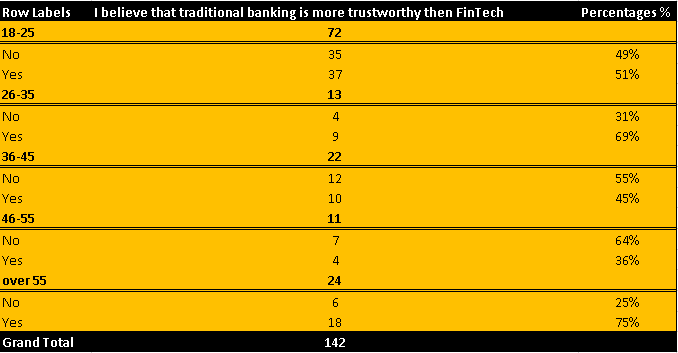 Row Labels I believe that traditional banking is more trustworthy then FinTech Percentages %
18-25 72
No 35 49%
Yes 37 51%
26-35 13
No 4 31%
Yes 9 69%
36-45 22
No 12 55%
Yes 10 45%
46-55 11
No 7 64%
Yes 4 36%
over 55 24
No 6 25%
Yes 18 75%
Grand Total 142